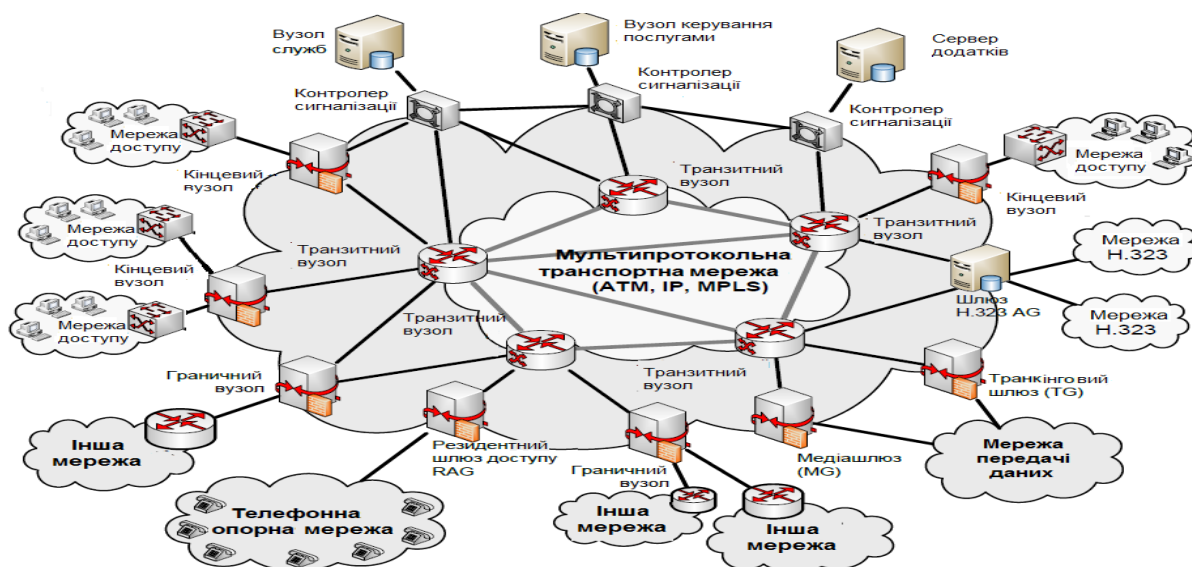 Вузол
служб
Вузол керування
послугами
Сервер
додатків
Контролер
сигналізації
Контролер
сигналізації
Контролер
сигналізації
Мережа
доступу
Кінцевий
вузол
Транзитний
вузол
Мережа
доступу
Кінцевий
вузол
Мережа
доступу
Кінцевий
вузол
Транзитний
вузол
Транзитний
вузол
Мультипротокольна
транспортна мережа
(ATM, IP, MPLS)
Мережа
H.323
Шлюз
H.323 AG
Мережа
H.323
Мережа
доступу
Транзитний
вузол
Граничний
вузол
Транзитний
вузол
Транкінговий
шлюз (TG)
Інша
мережа
Резидентний
шлюз доступу
RAG
Граничний
вузол
Медіашлюз
(MG)
Мережа
передачі
даних
Телефонна
опорна мережа
Інша
мережа
Інша
мережа